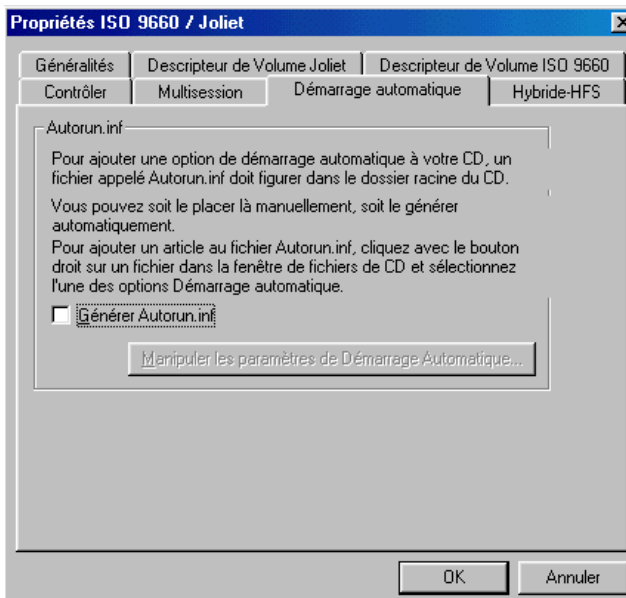 Propriétés ISO 9660 / Joliet
Généralités
Descripteur de Volume Joliet
Descripteur de Volume ISO 9660
Contrôler
Multisession
Démarrage automatique
Hybride-HFS
Autorun.inf
Pour ajouter une option de démarrage automatique à votre CD, un
fichier appelé Autorun.inf doit figurer dans le dossier racine du CD.
Vous pouvez soit le placer là manuellement, soit le générer
automatiquement.
Pour ajouter un article au fichier Autorun.inf, cliquez avec le bouton
droit sur un fichier dans la fenêtre de fichiers de CD et sélectionnez
l'une des options Démarrage automatique.
Générer Autorun.inf
Manipuler les paramètres de Démarrage Automatique...
OK
Annuler